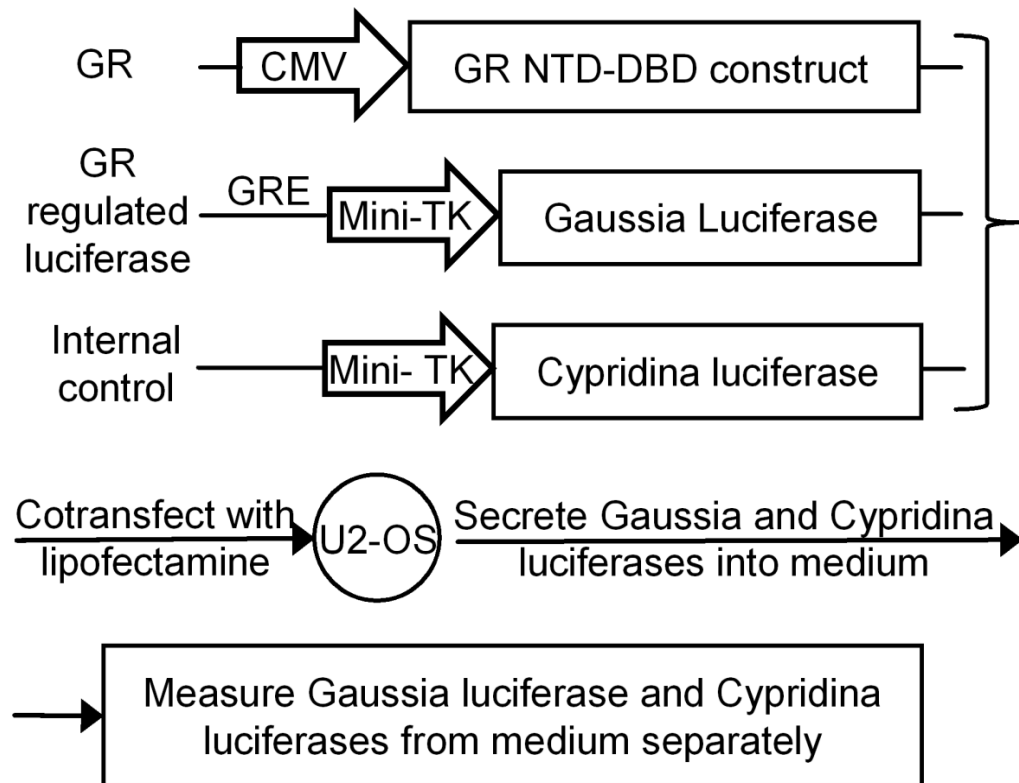 GR
CMV
GR NTD-DBD construct
GR
regulated
luciferase
GRE
Mini-TK
Gaussia Luciferase
Internal
control
Mini- TK
Cypridina luciferase
Cotransfect with
lipofectamine
U2-OS
Secrete Gaussia and Cypridina
luciferases into medium
Measure Gaussia luciferase and Cypridina
luciferases from medium separately